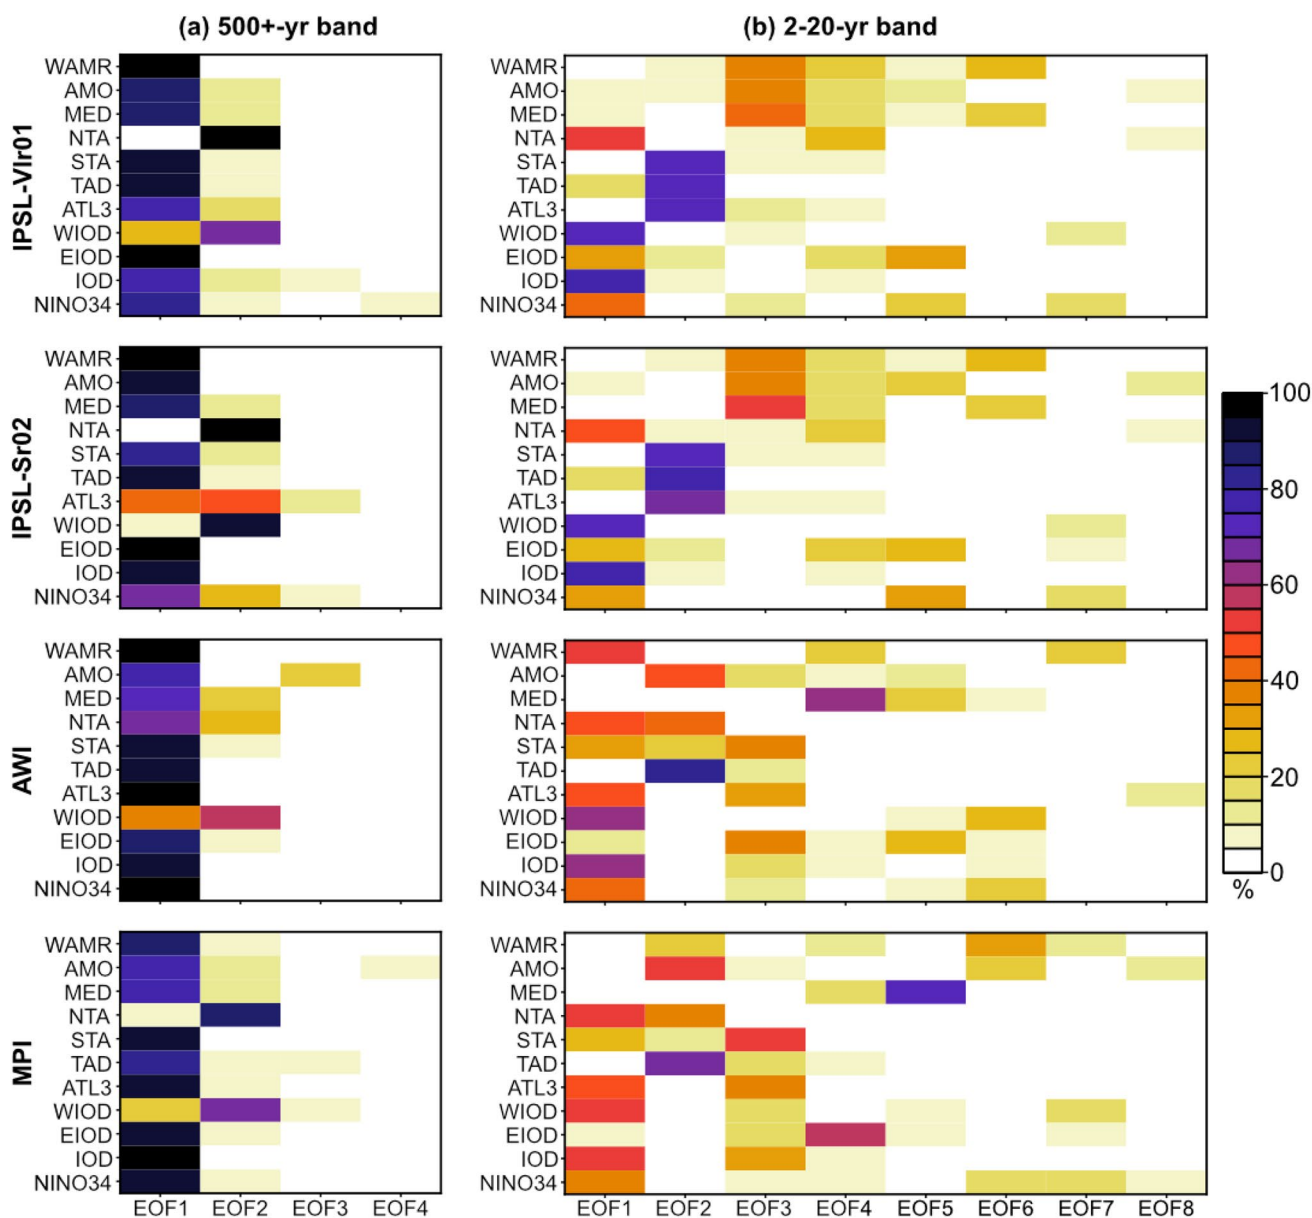 (a) 500+-yr band
(b) 2-20-yr band
IPSL-Vlr01
WAMR
AMO
MED
NTA
STA
TAD
ATL3
WIOD
EIOD
IOD
NINO34
WAMR
AMO
MED
NTA
STA
TAD
ATL3
WIOD
EIOD
IOD
NINO34
IPSL-Sr02
WAMR
AMO
MED
NTA
STA
TAD
ATL3
WIOD
EIOD
IOD
NINO34
WAMR
AMO
MED
NTA
STA
TAD
ATL3
WIOD
EIOD
IOD
NINO34
AWI
WAMR
AMO
MED
NTA
STA
TAD
ATL3
WIOD
EIOD
IOD
NINO34
WAMR
AMO
MED
NTA
STA
TAD
ATL3
WIOD
EIOD
IOD
NINO34
MPI
WAMR
AMO
MED
NTA
STA
TAD
ATL3
WIOD
EIOD
IOD
NINO34
WAMR
AMO
MED
NTA
STA
TAD
ATL3
WIOD
EIOD
IOD
NINO34
EOF1 EOF2 EOF3 EOF4
EOF1 EOF2 EOF3 EOF4 EOF5 EOF6 EOF7 EOF8
100
80
60
40
20
0
%